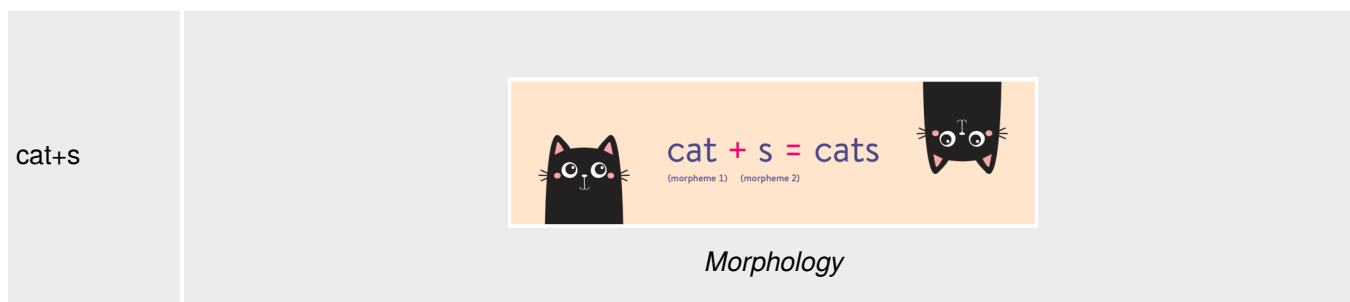 cat+s
cat + s = cats
(morpheme 1) (morpheme 2)
Morphology